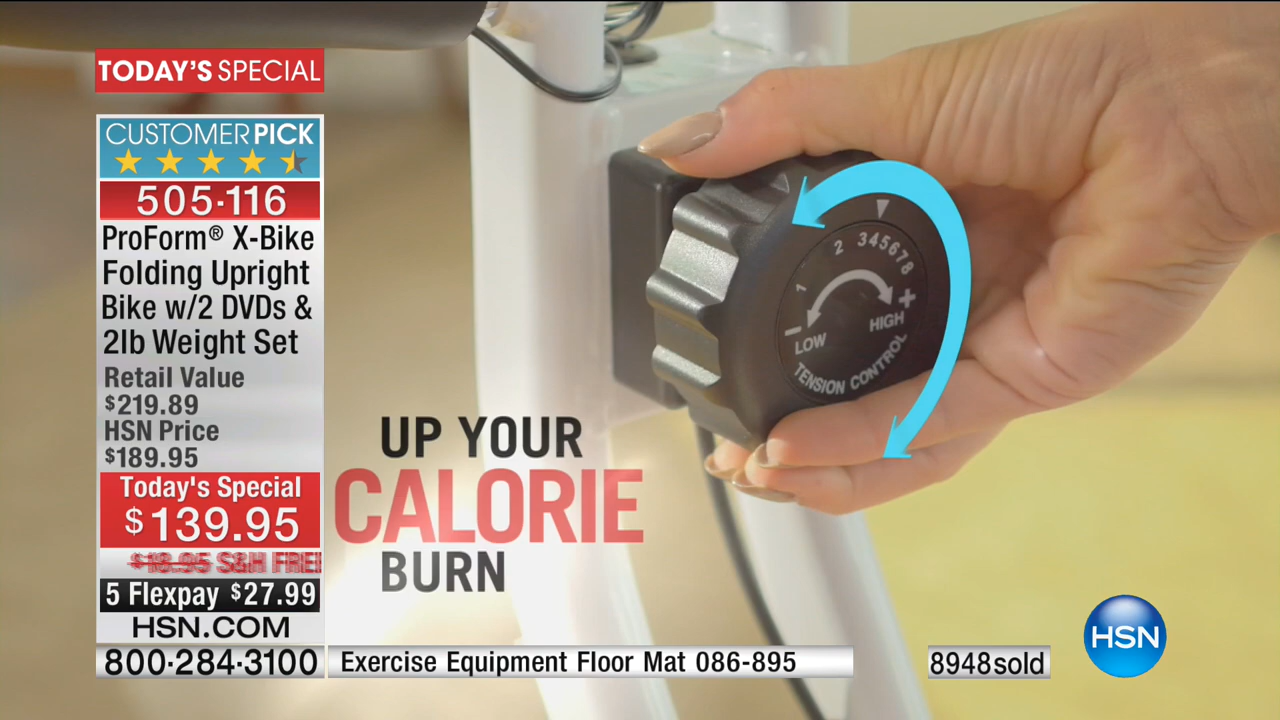 TODAY'S SPECIAL
CUSTOMERPICK
505-116
ProForm® X-Bike
Folding Upright
Bike w/2 DVDs &
2lb Weight Set
Retail Value
$219.89
HSN Price
$189.95
Today's Special
$139.95
$18.95 S&H FREE
5 Flexpay $27.99
HSN.COM
800-284-3100
UP YOUR
CALORIE
BURN
1 2 345678
− +
LOW HIGH
TENSION CONTROL
Exercise Equipment Floor Mat 086-895
8948sold
HSN